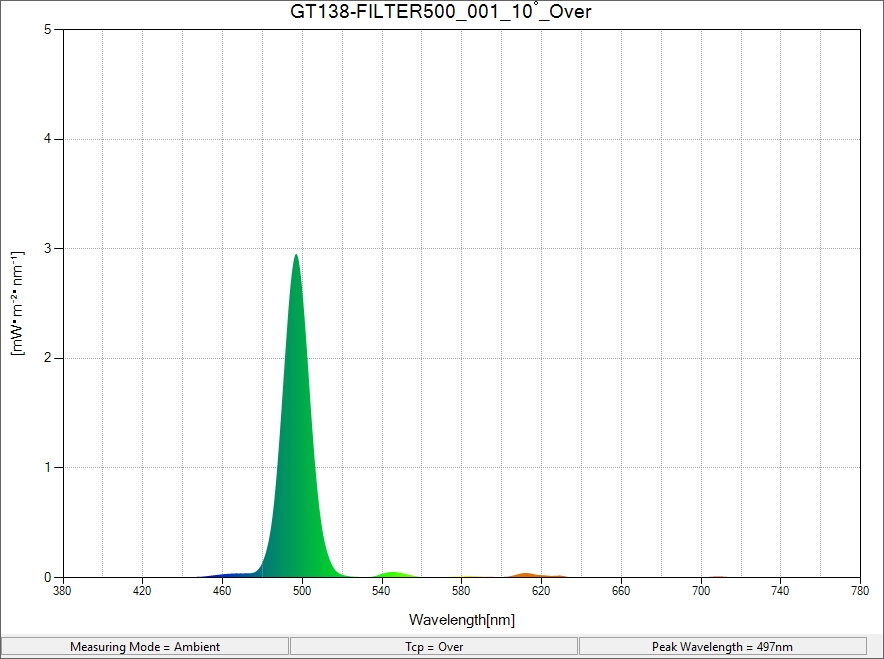 GT138-FILTER500_001_10°_Over
5
4
3
2
1
0
[mW•m⁻²•nm⁻¹]
380 420 460 500 540 580 620 660 700 740 780
Wavelength[nm]
Measuring Mode = Ambient Tcp = Over Peak Wavelength = 497nm